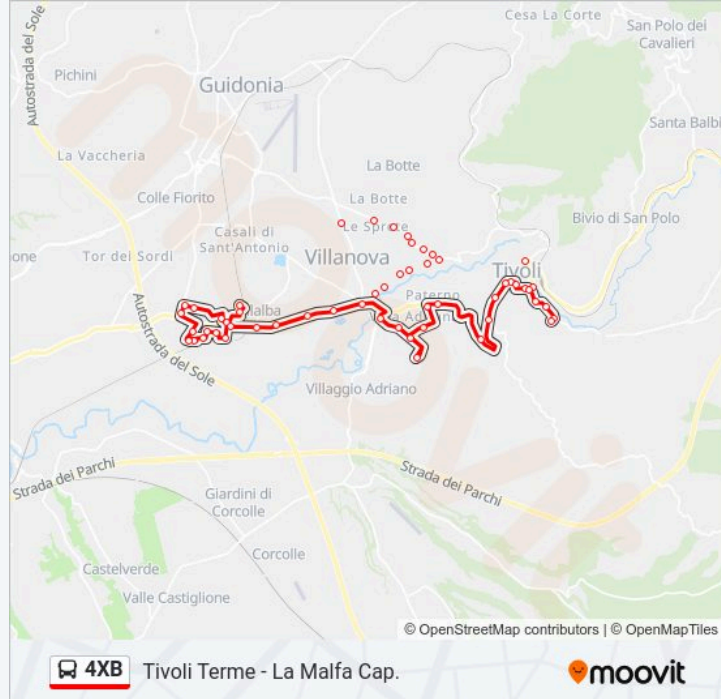 Cesa La Corte
San Polo dei
Cavalieri
Autostrada del Sole
Pichini
Guidonia
Santa Balbi
La Vaccheria
La Botte
Colle Fiorito
La Botte
Bivio di San Polo
Le Sprete
Casali di
Sant'Antonio
one
Tor del Sordi
Villanova
Tivoli
Paterno
Autostrada del Sole
Villaggio Adriano
Strada dei Parchi
Strada dei Parchi
Giardini di
Corcolle
Corcolle
Castelverde
Valle Castiglione
© OpenStreetMap contributors | © OpenMapTiles
4XB
Tivoli Terme - La Malfa Cap.
moovit